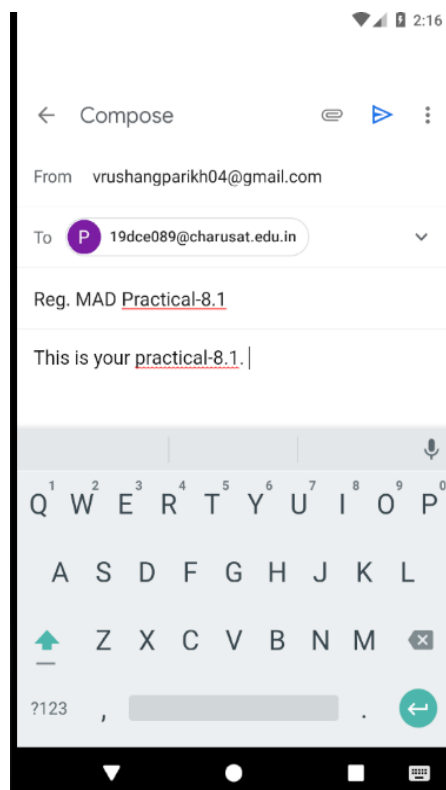 2:16
Compose
From vrushangparikh04@gmail.com
To P 19dce089@charusat.edu.in
Reg. MAD Practical-8.1
This is your practical-8.1.
1 2 3 4 5 6 7 8 9 0
Q W E R T Y U I O P
A S D F G H J K L
Z X C V B N M
?123 , .